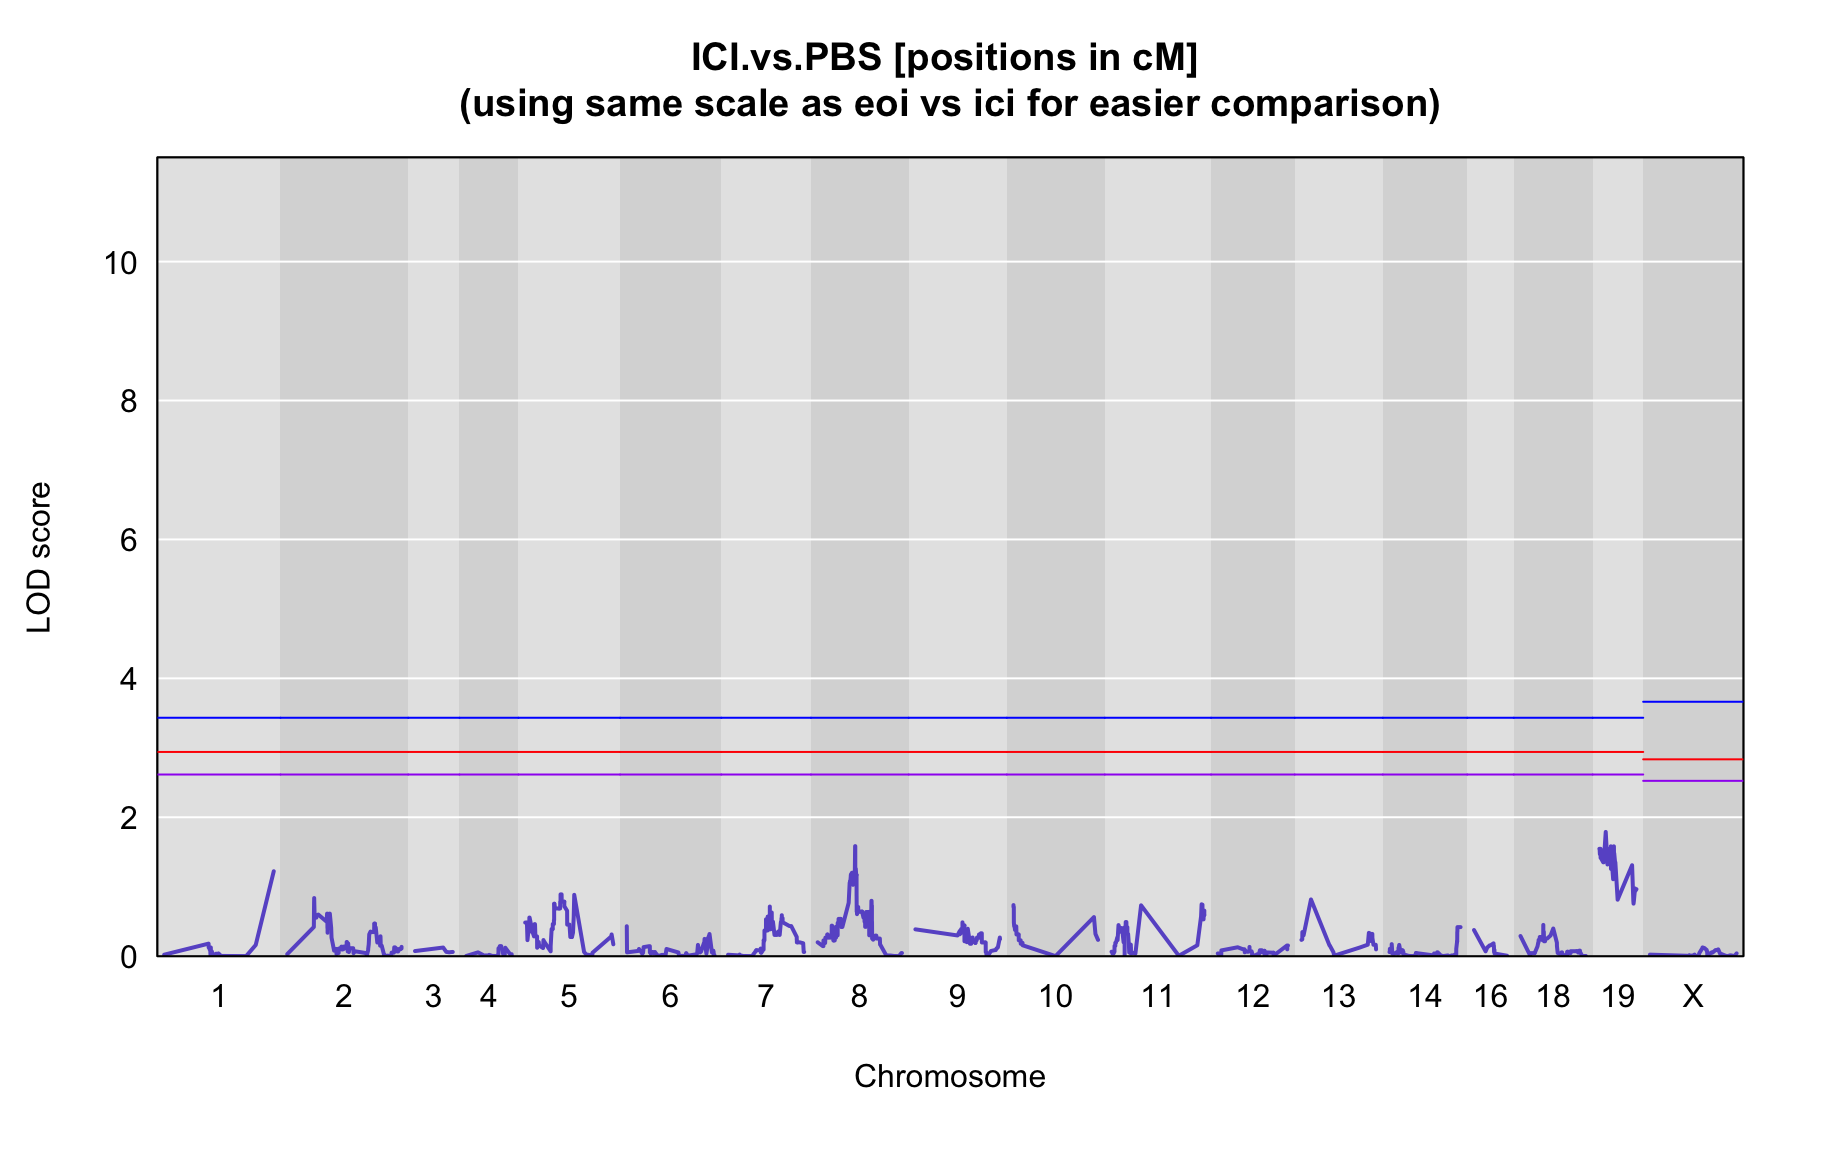 ICI.vs.PBS [positions in cM]
(using same scale as eoi vs ici for easier comparison)
10
8
6
4
2
0
LOD score
1 2 3 4 5 6 7 8 9 10 11 12 13 14 16 18 19 X
Chromosome